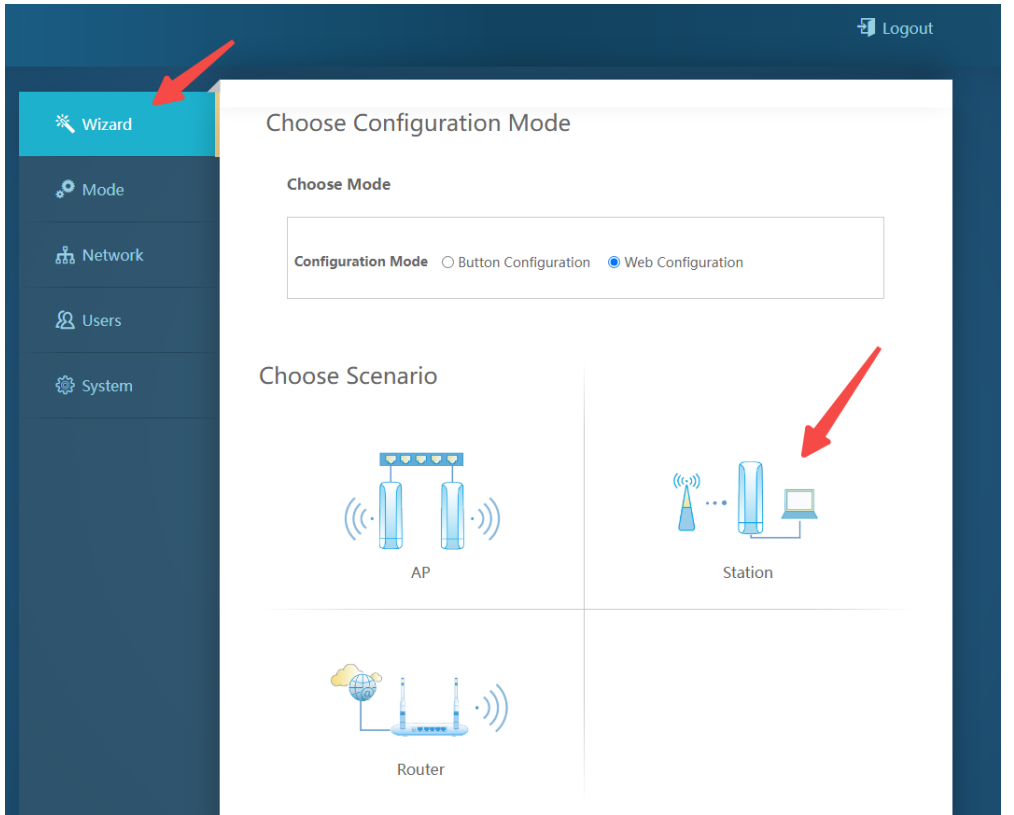 Logout
Wizard
Mode
Network
Users
System
Choose Configuration Mode
Choose Mode
Configuration Mode Button Configuration Web Configuration
Choose Scenario
AP
Station
Router